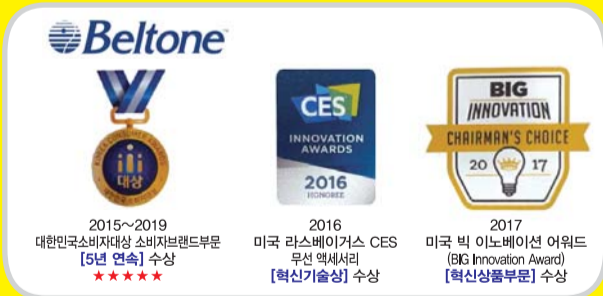 Beltone
대상
2015~2019
대한민국소비자대상 소비자브랜드부문
[5년 연속] 수상
★★★★★
CES
INNOVATION
AWARDS
2016
HONOREE
2016
미국 라스베이거스 CES
무선 액세서리
[혁신기술상] 수상
BIG
INNOVATION
CHAIRMAN'S CHOICE
20 17
2017
미국 빅 이노베이션 어워드
(BIG Innovation Award)
[혁신상품부문] 수상